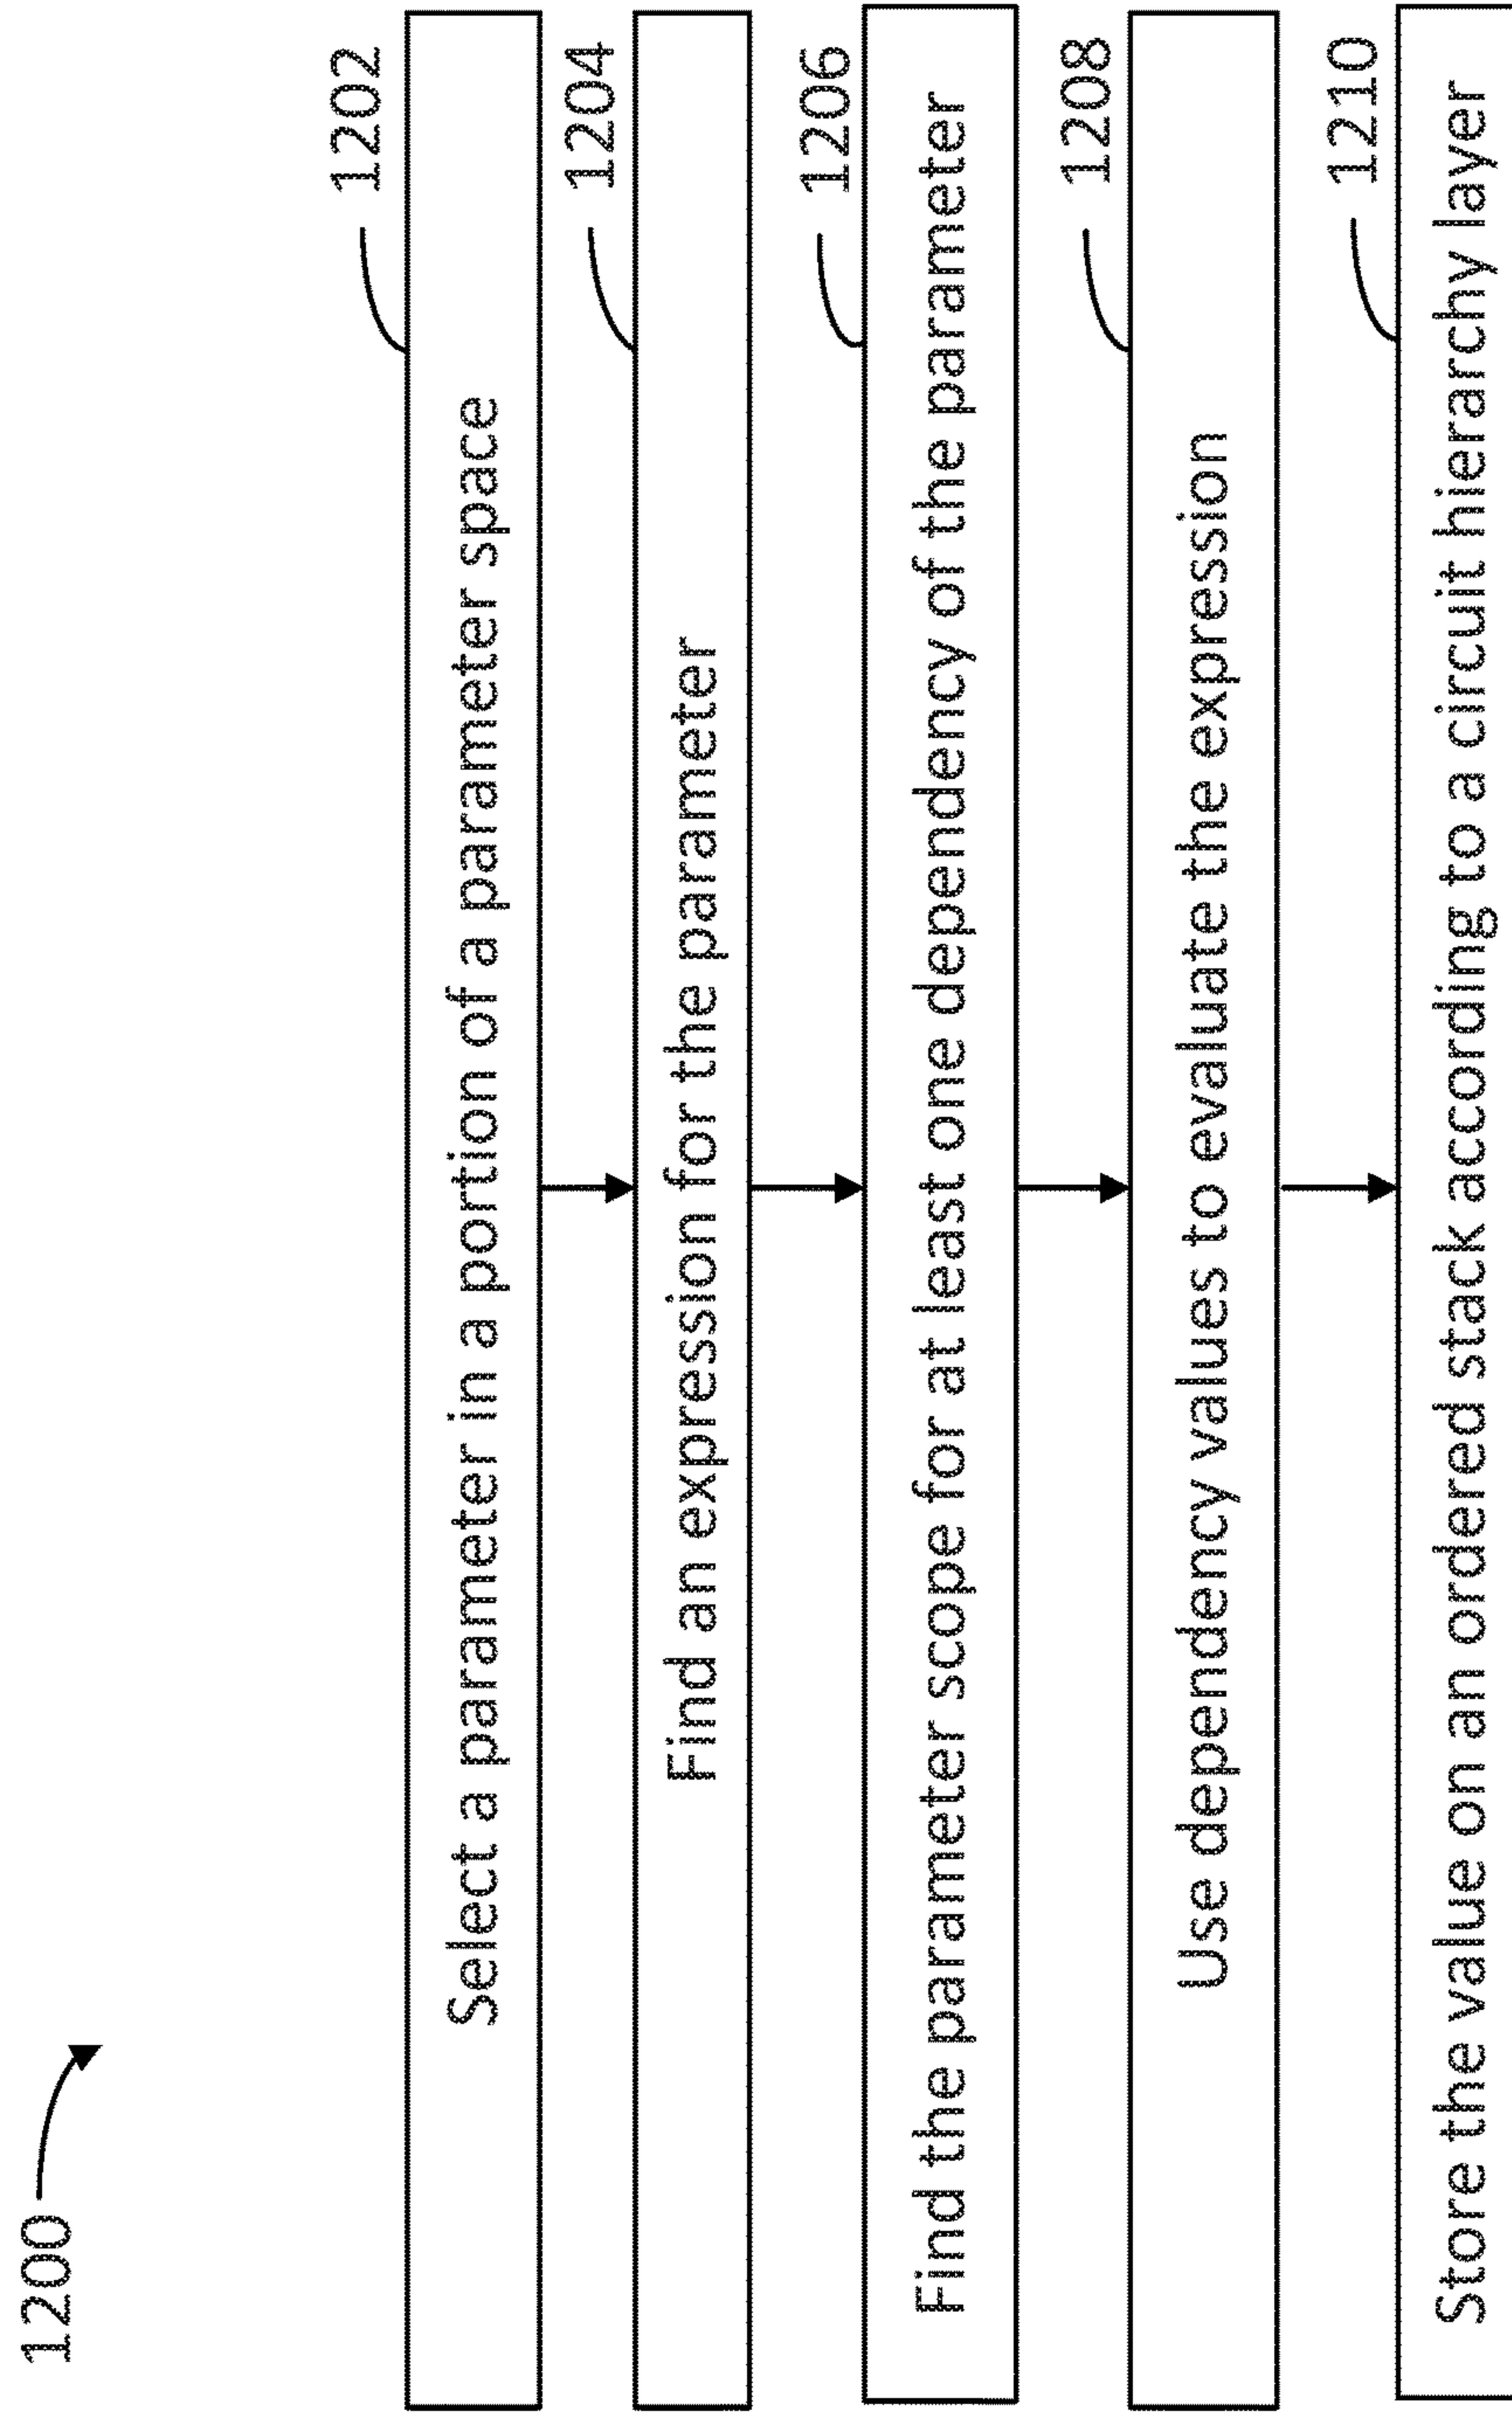 1200
1202
Select a parameter in a portion of a parameter space
1204
Find an expression for the parameter
1206
Find the parameter scope for at least one dependency of the parameter
1208
Use dependency values to evaluate the expression
1210
Store the value on an ordered stack according to a circuit hierarchy layer